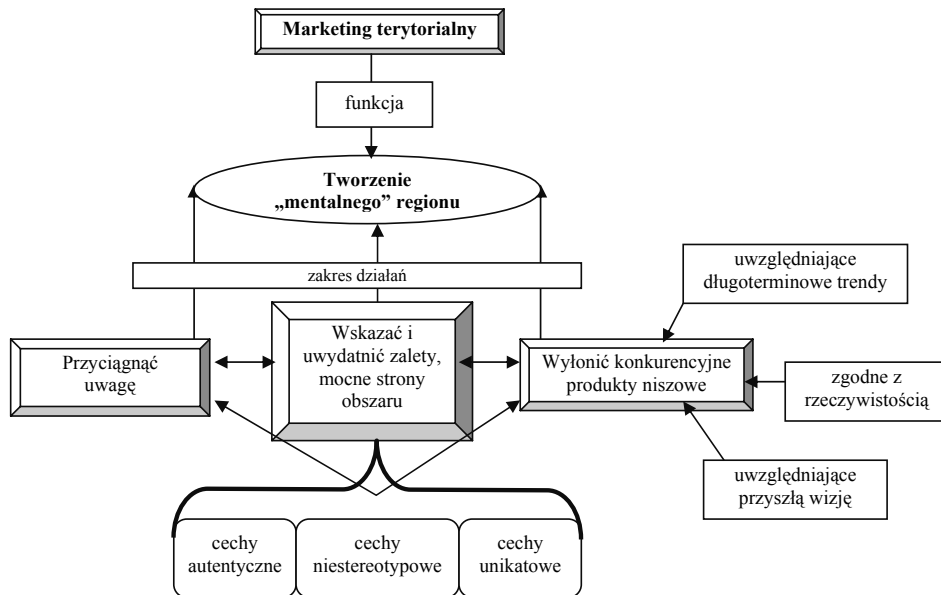 Marketing terytorialny
funkcja
Tworzenie
„mentalnego” regionu
zakres działań
uwzględniające
długoterminowe trendy
Przyciągnąć
uwagę
Wskazać i
uwydatnić zalety,
mocne strony
obszaru
Wyłonić konkurencyjne
produkty niszowe
zgodne z
rzeczywistością
uwzględniające
przyszłą wizję
cechy
autentyczne
cechy
niestereotypowe
cechy
unikatowe